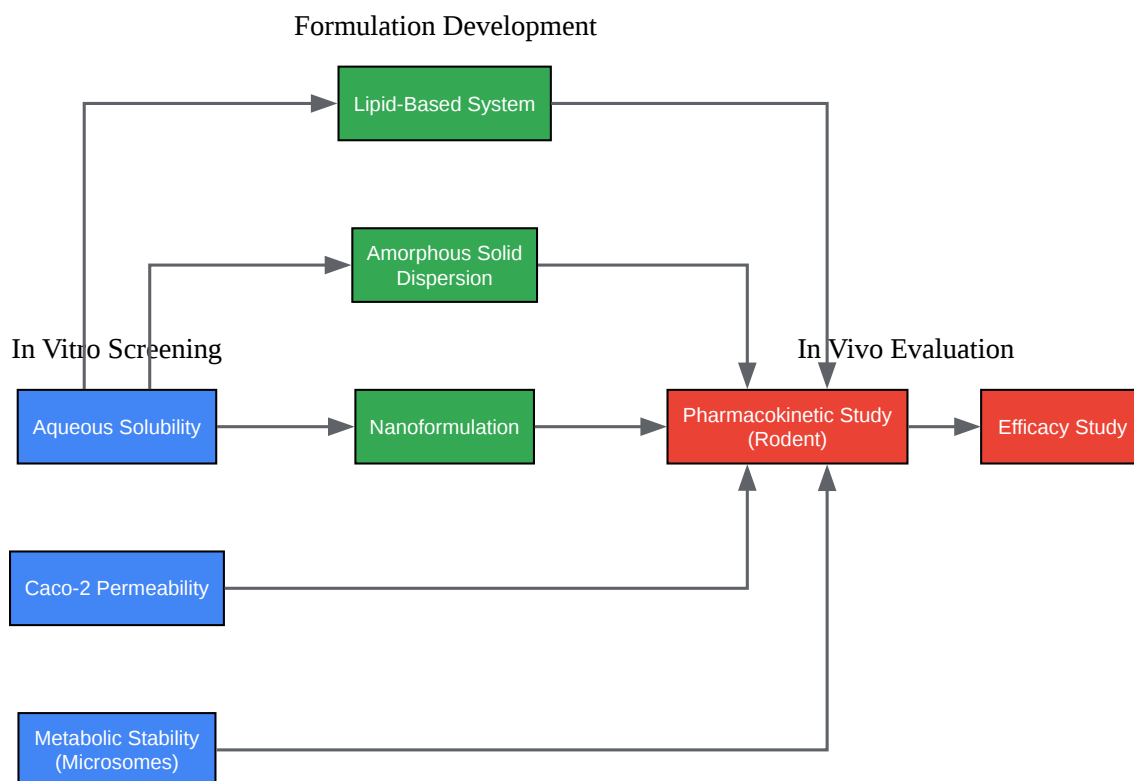 Formulation Development
Lipid-Based System
Amorphous Solid
Dispersion
In Vitro Screening
In Vivo Evaluation
Aqueous Solubility
Nanoformulation
Pharmacokinetic Study
(Rodent)
Efficacy Study
Caco-2 Permeability
Metabolic Stability
(Microsomes)